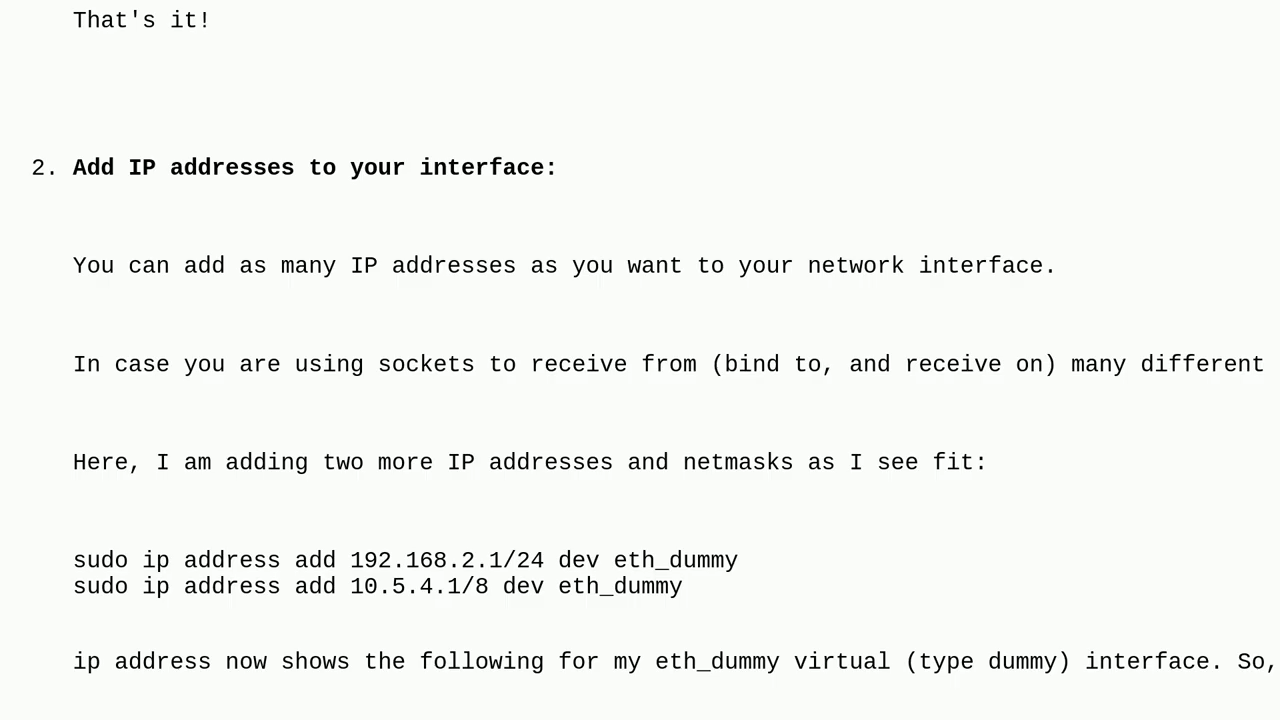 That's it!
2. Add IP addresses to your interface:
You can add as many IP addresses as you want to your network interface.
In case you are using sockets to receive from (bind to, and receive on) many different
Here, I am adding two more IP addresses and netmasks as I see fit:
sudo ip address add 192.168.2.1/24 dev eth_dummy
sudo ip address add 10.5.4.1/8 dev eth_dummy
ip address now shows the following for my eth_dummy virtual (type dummy) interface. So,